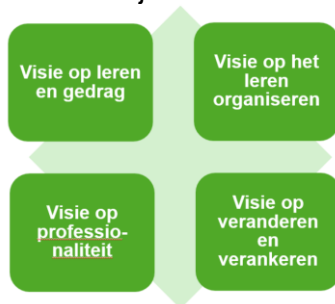 Visie op leren
en gedrag
Visie op het
leren
organiseren
Visie op
professio-
naliteit
Visie op
veranderen
en
verankeren